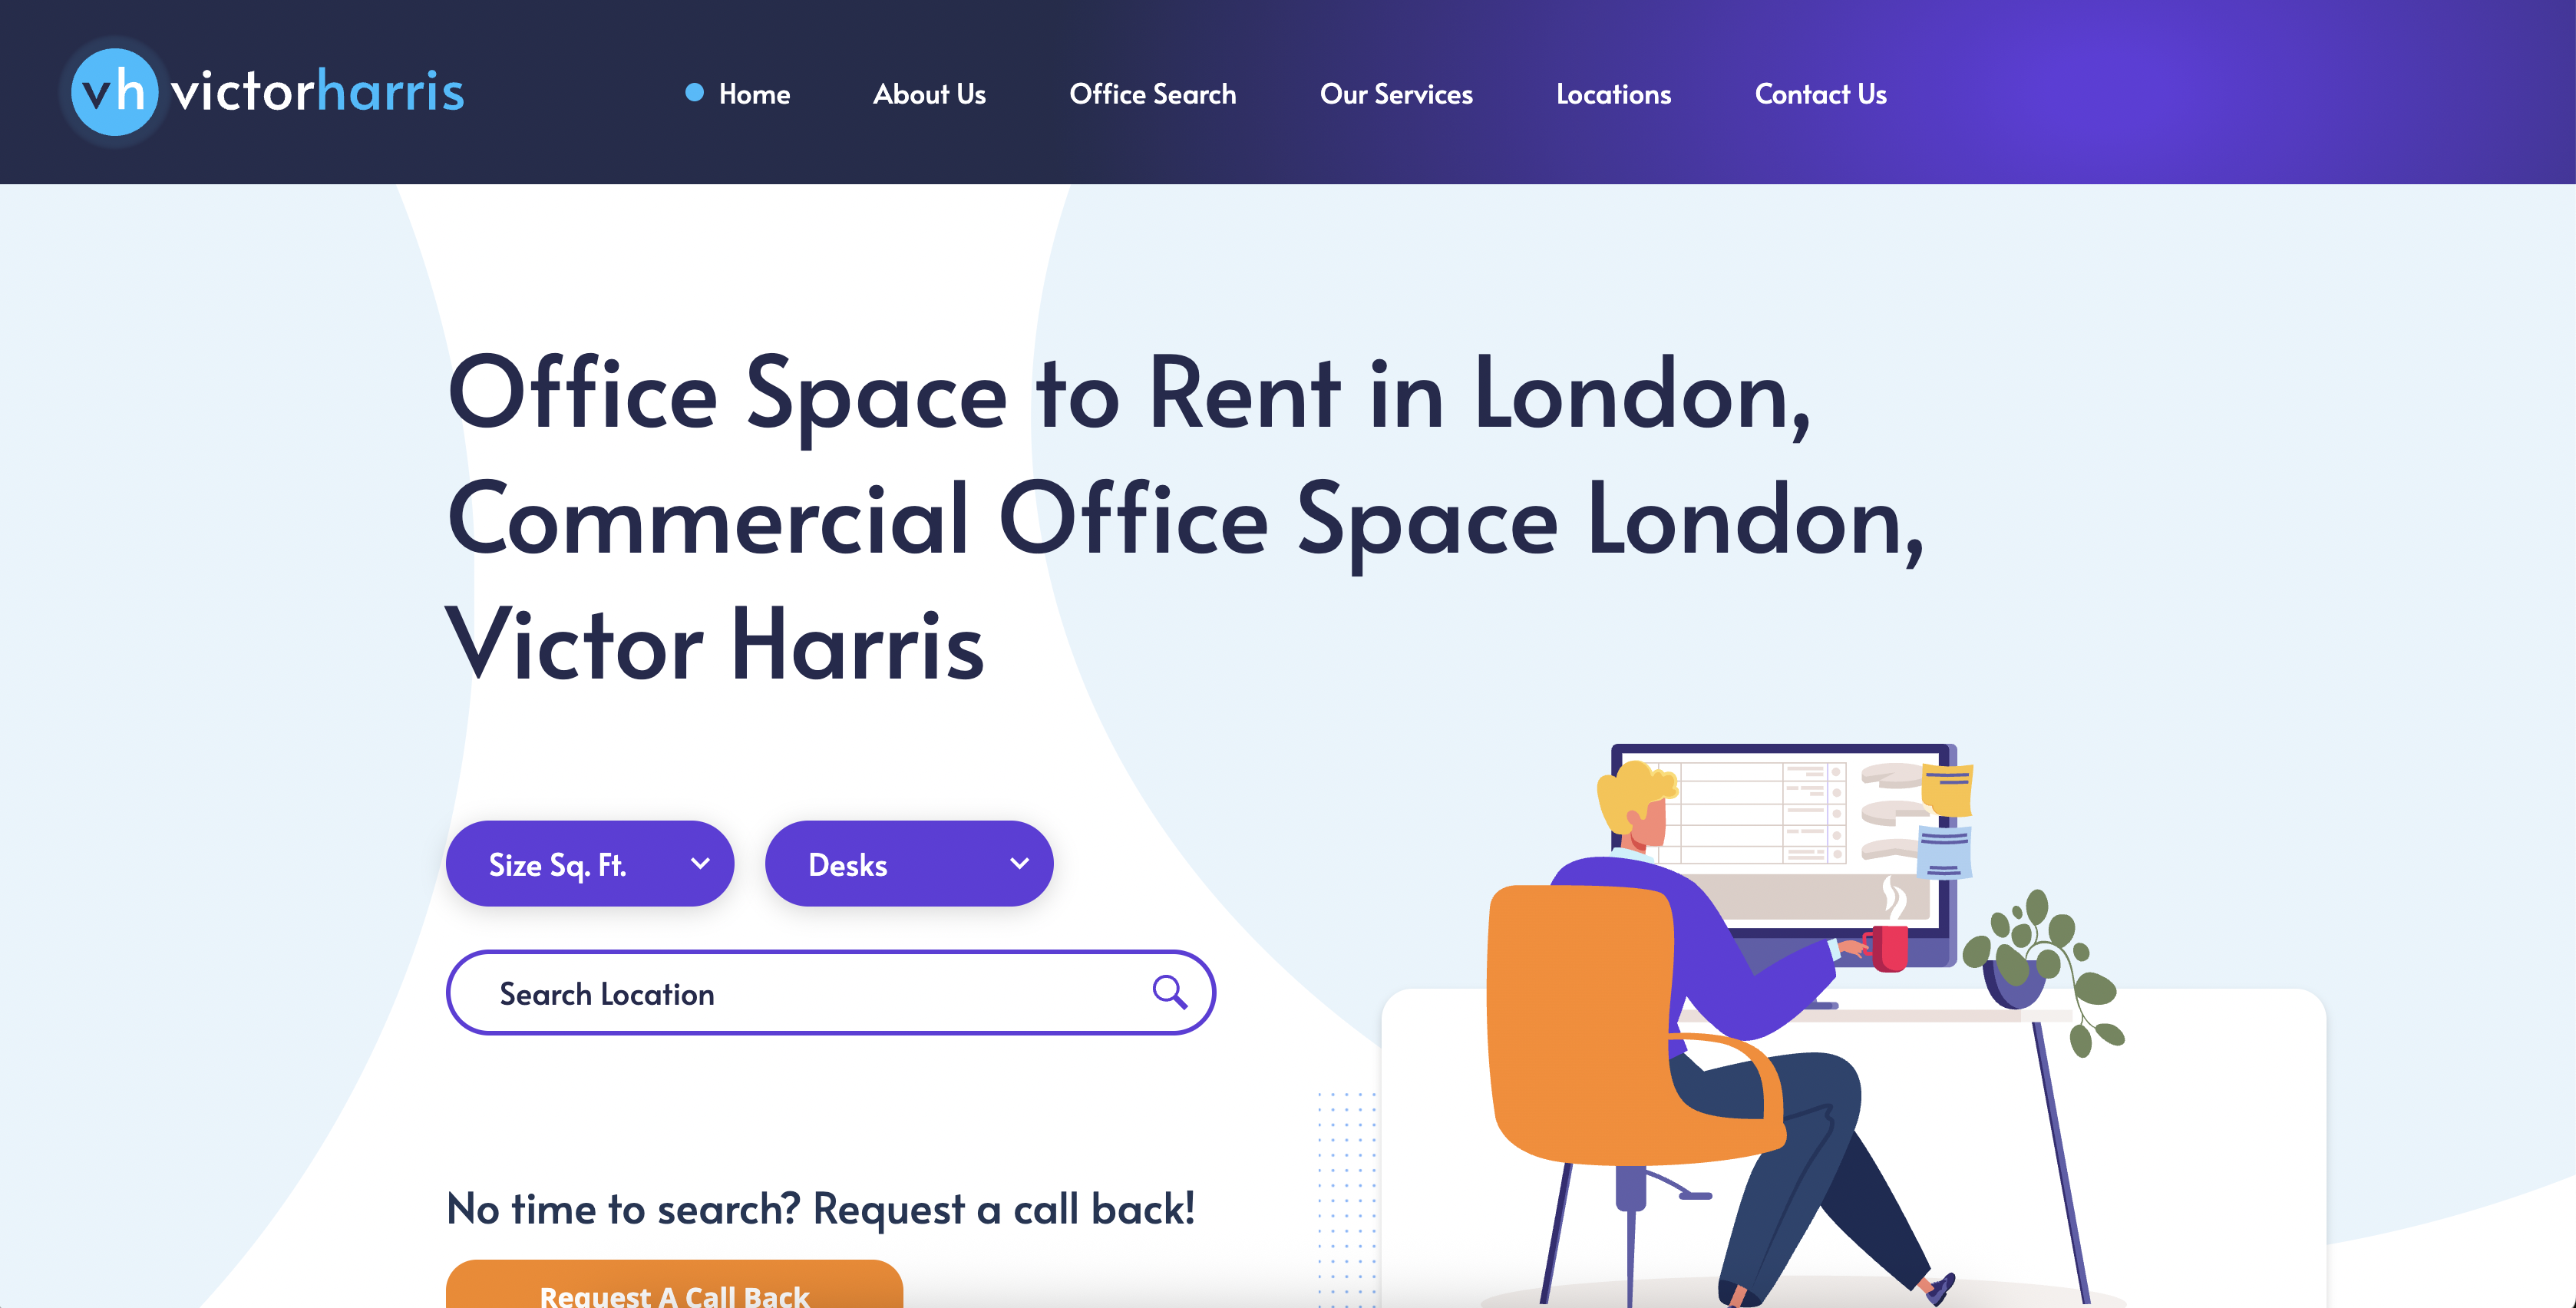 vh victorharris
Home About Us Office Search Our Services Locations Contact Us
Office Space to Rent in London,
Commercial Office Space London,
Victor Harris
Size Sq. Ft. Desks
Search Location
No time to search? Request a call back!
Request A Call Back